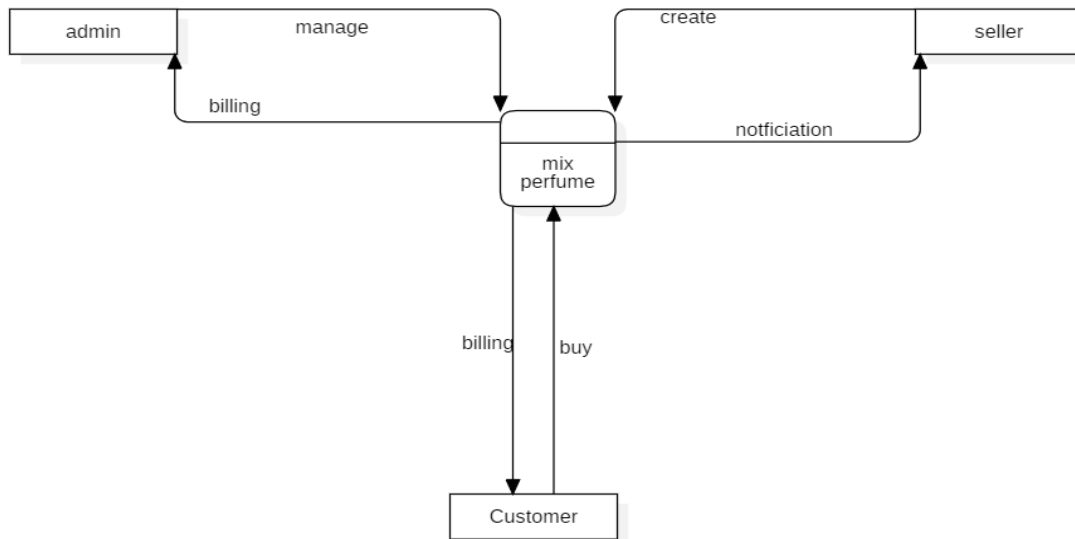 admin
manage
create
seller
billing
notficiation
mix
perfume
billing
buy
Customer